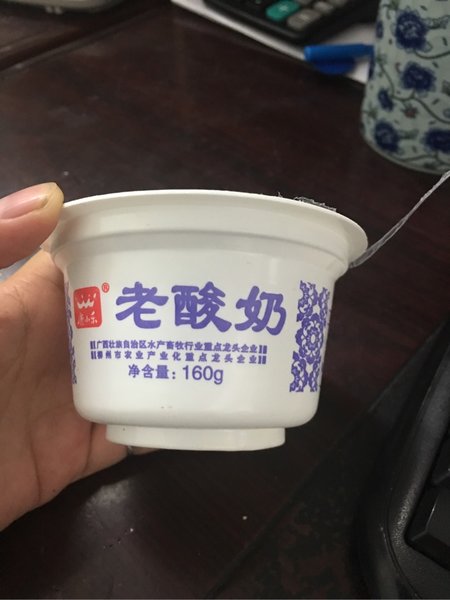 ®
老酸奶
广西壮族自治区水产畜牧行业重点龙头企业
柳州市农业产业化重点龙头企业
净含量：160g